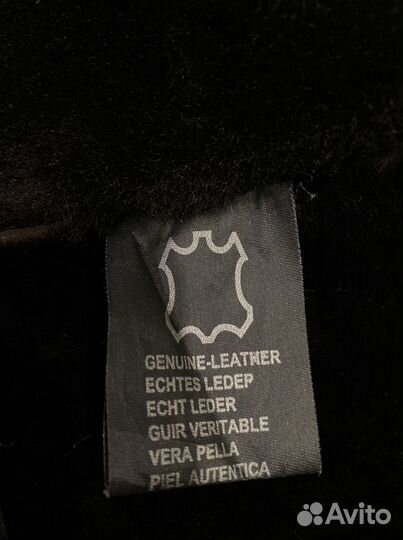 GENUINE-LEATHER
ECHTES LEDEP
ECHT LEDER
GUIR VERITABLE
VERA PELLA
PIEL AUTENTICA
Avito